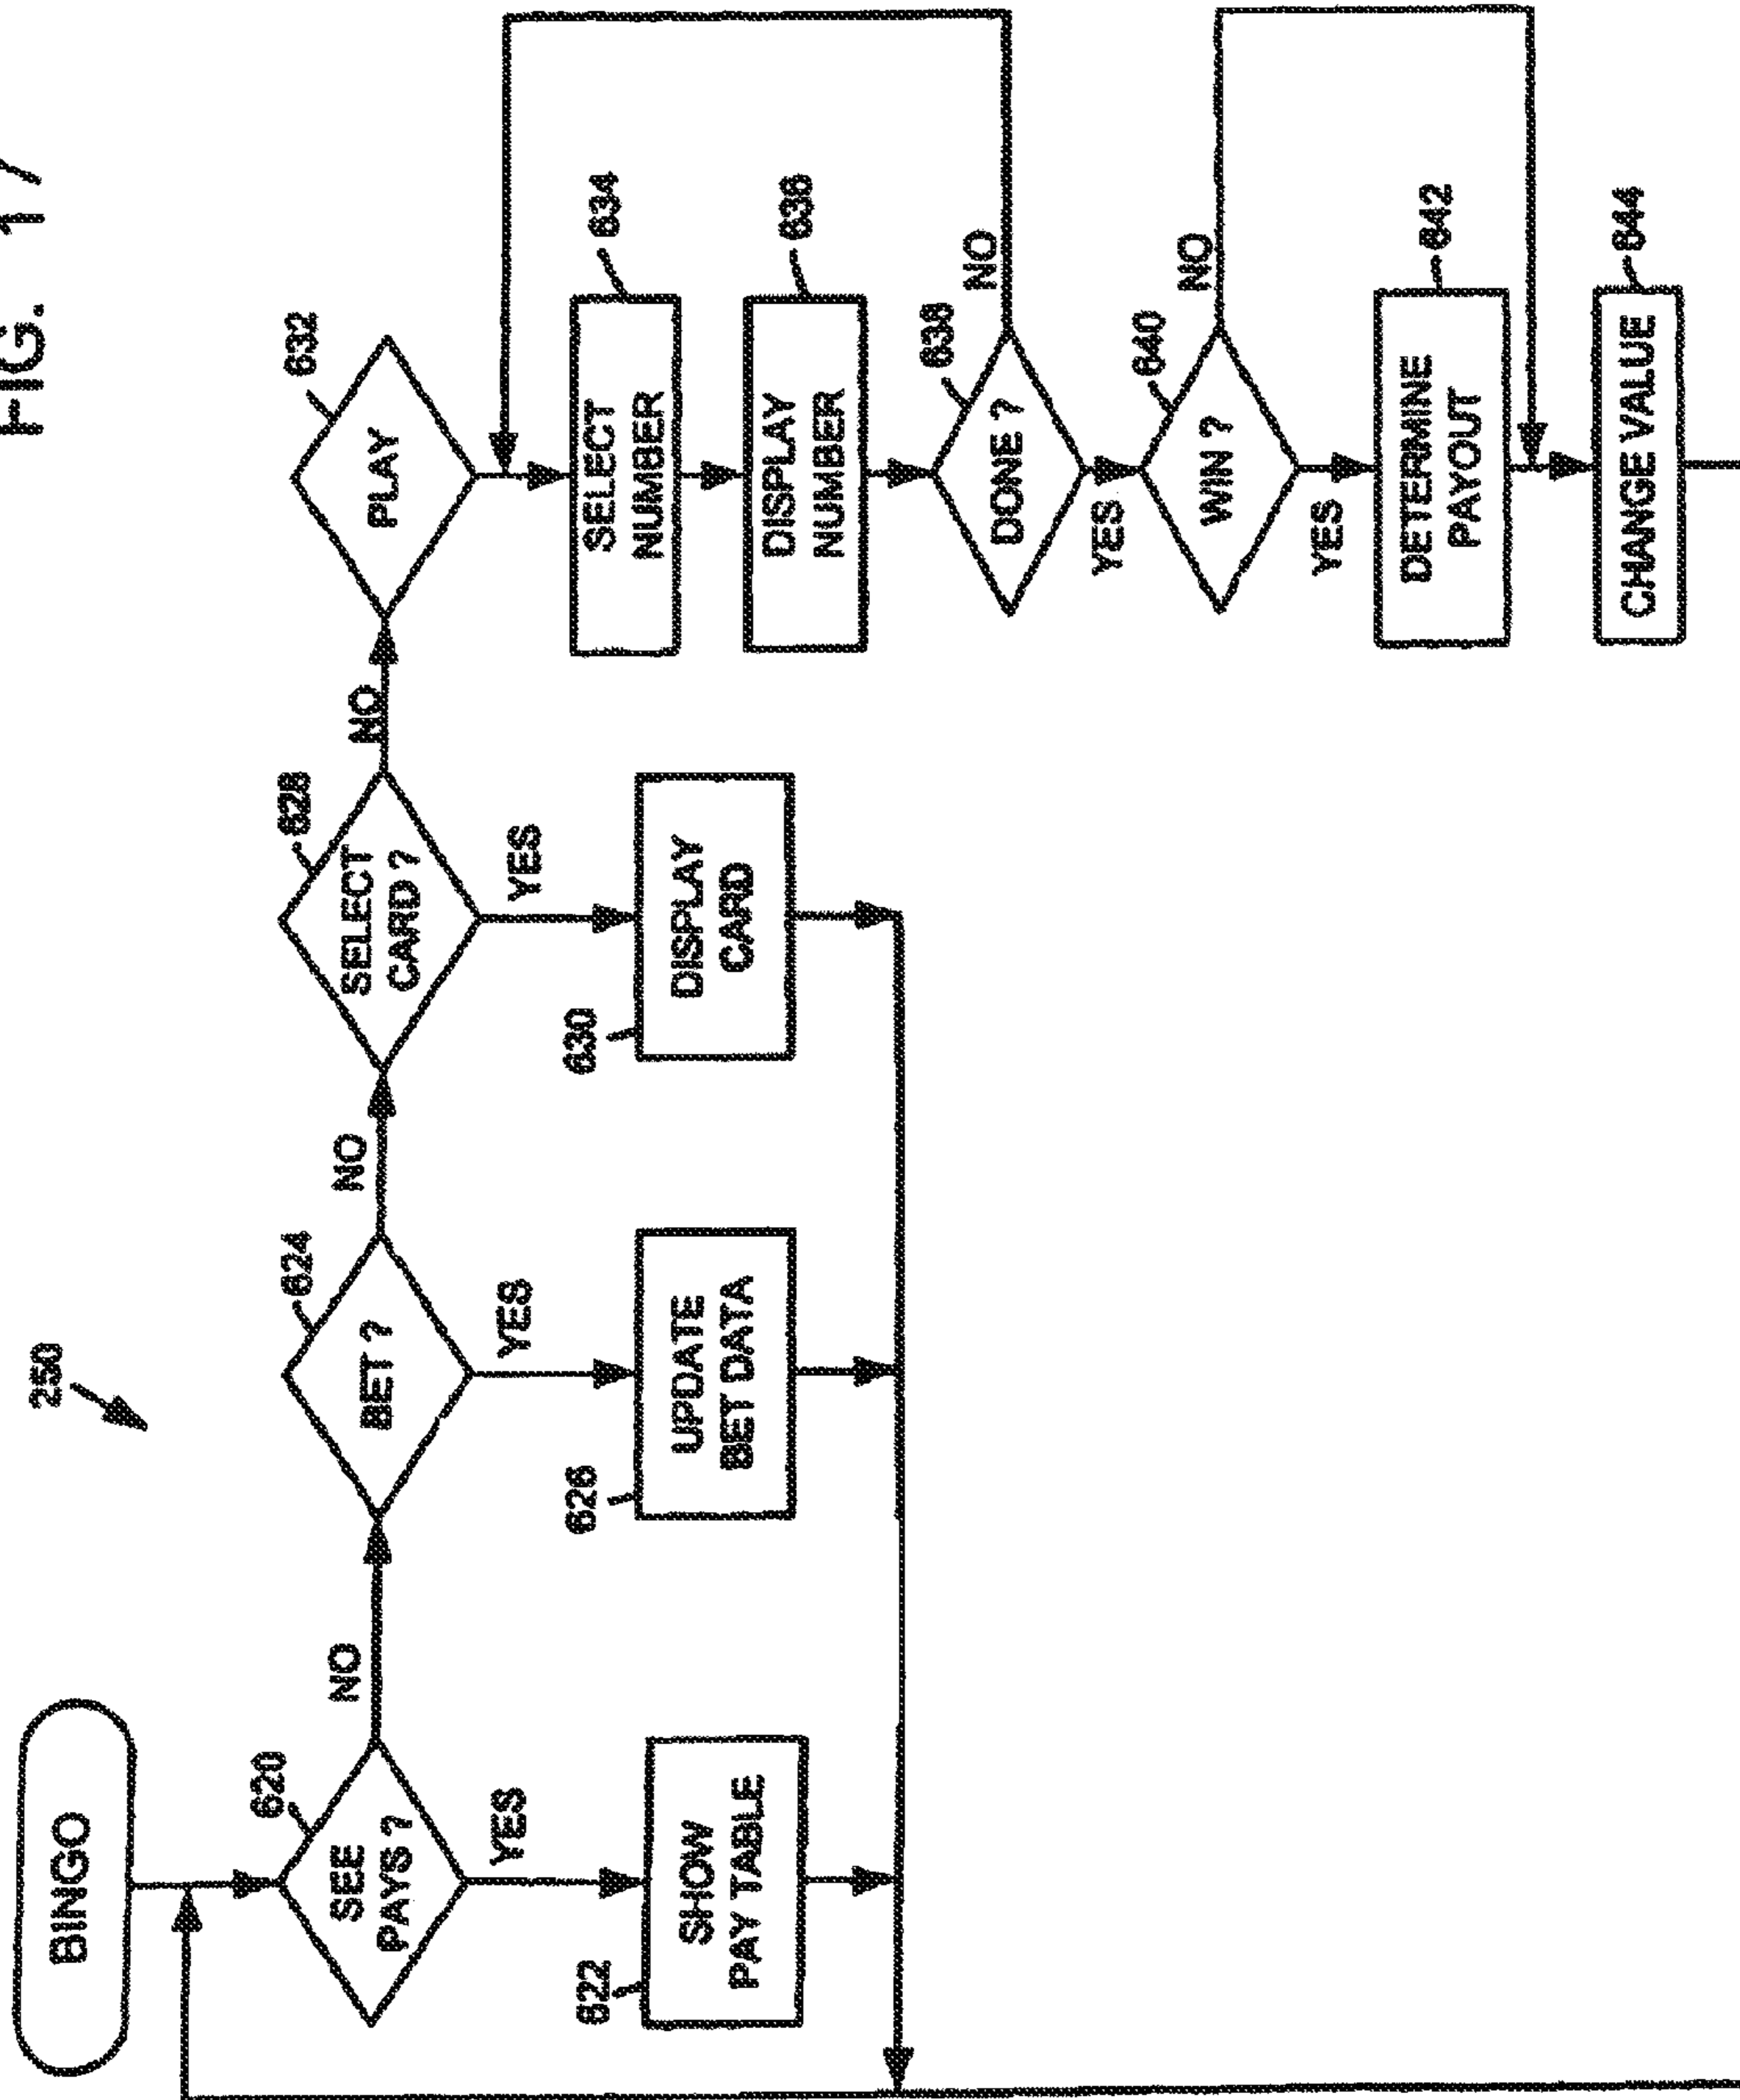 FIG. 17
250
BINGO
620
SEE
PAYS ?
NO
YES
622
SHOW
PAY TABLE
624
BET ?
NO
YES
626
UPDATE
BET DATA
628
SELECT
CARD ?
NO
YES
630
DISPLAY
CARD
632
PLAY
634
SELECT
NUMBER
636
DISPLAY
NUMBER
638
DONE ?
NO
YES
640
WIN ?
NO
YES
642
DETERMINE
PAYOUT
644
CHANGE VALUE